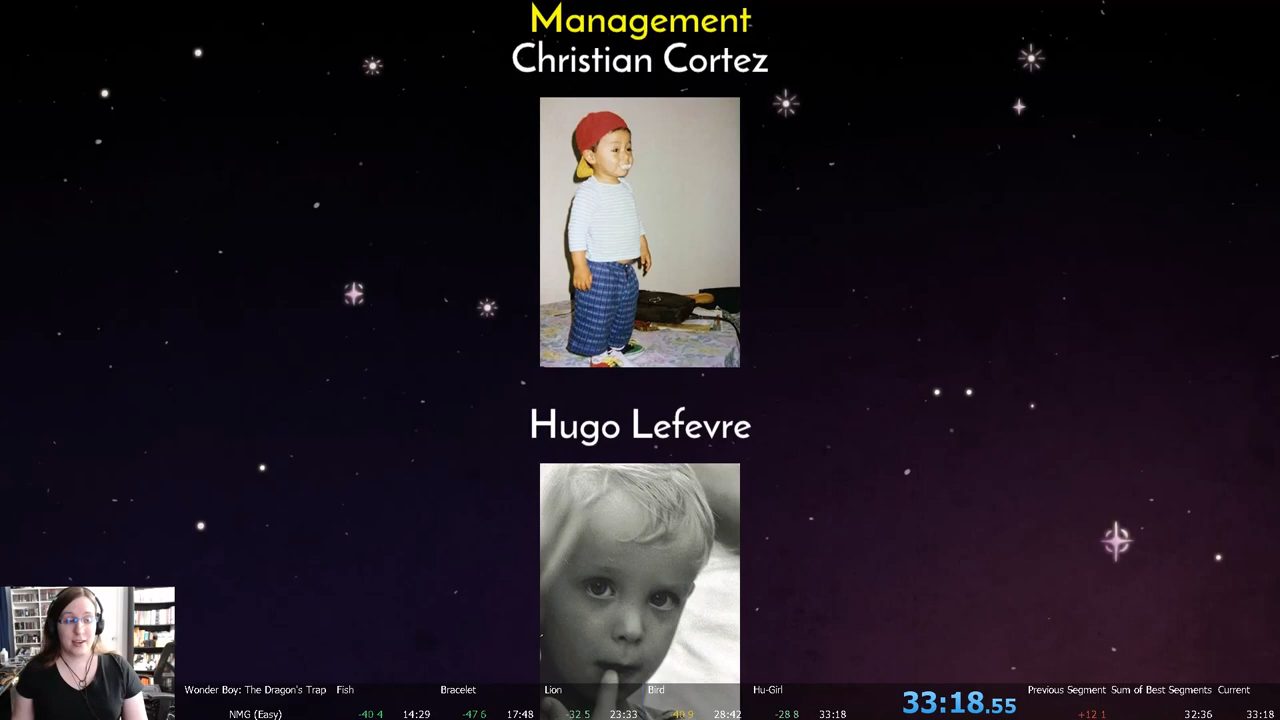 Management
Christian Cortez
Hugo Lefevre
Wonder Boy: The Dragon's Trap Fish Bracelet Lion Bird Hu-Girl 33:18.55 Previous Segment Sum of Best Segments Current
NMG (Easy) -40.4 14:29 -47.6 17:48 -32.5 23:33 -40.9 28:42 -28.8 33:18 +12.1 32:36 33:18